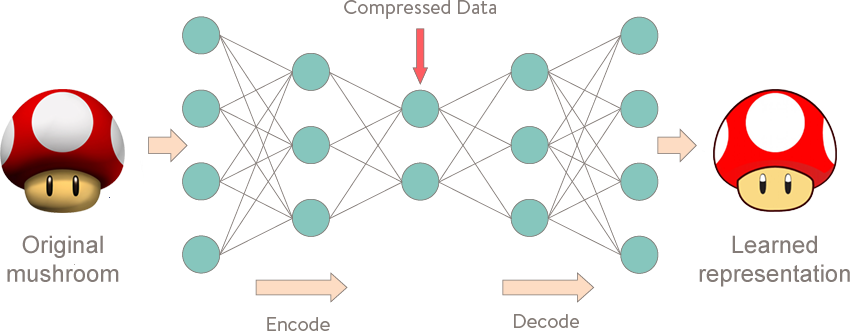 Compressed Data
Original
mushroom
Learned
representation
Encode
Decode